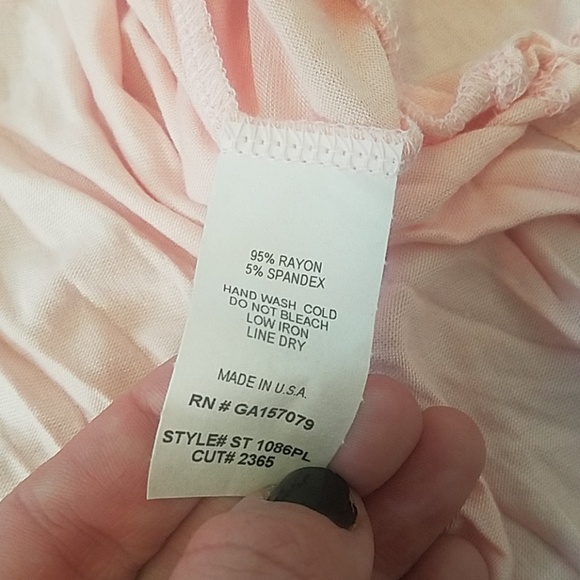 95% RAYON
5% SPANDEX
HAND WASH COLD
DO NOT BLEACH
LOW IRON
LINE DRY
MADE IN U.S.A.
RN # GA157079
STYLE# ST 1086PL
CUT# 2365